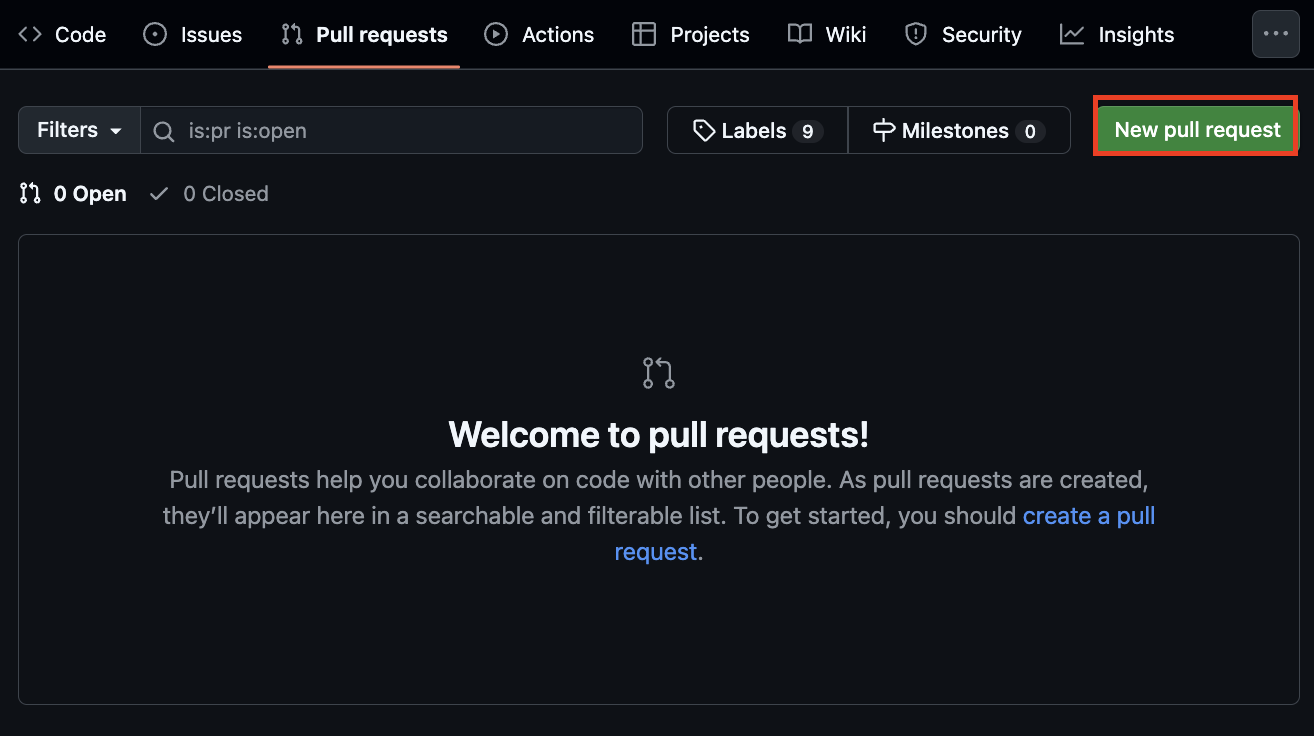 Code Issues Pull requests Actions Projects Wiki Security Insights
Filters is:pr is:open Labels 9 Milestones 0 New pull request
0 Open 0 Closed
Welcome to pull requests!
Pull requests help you collaborate on code with other people. As pull requests are created,
they’ll appear here in a searchable and filterable list. To get started, you should create a pull
request.